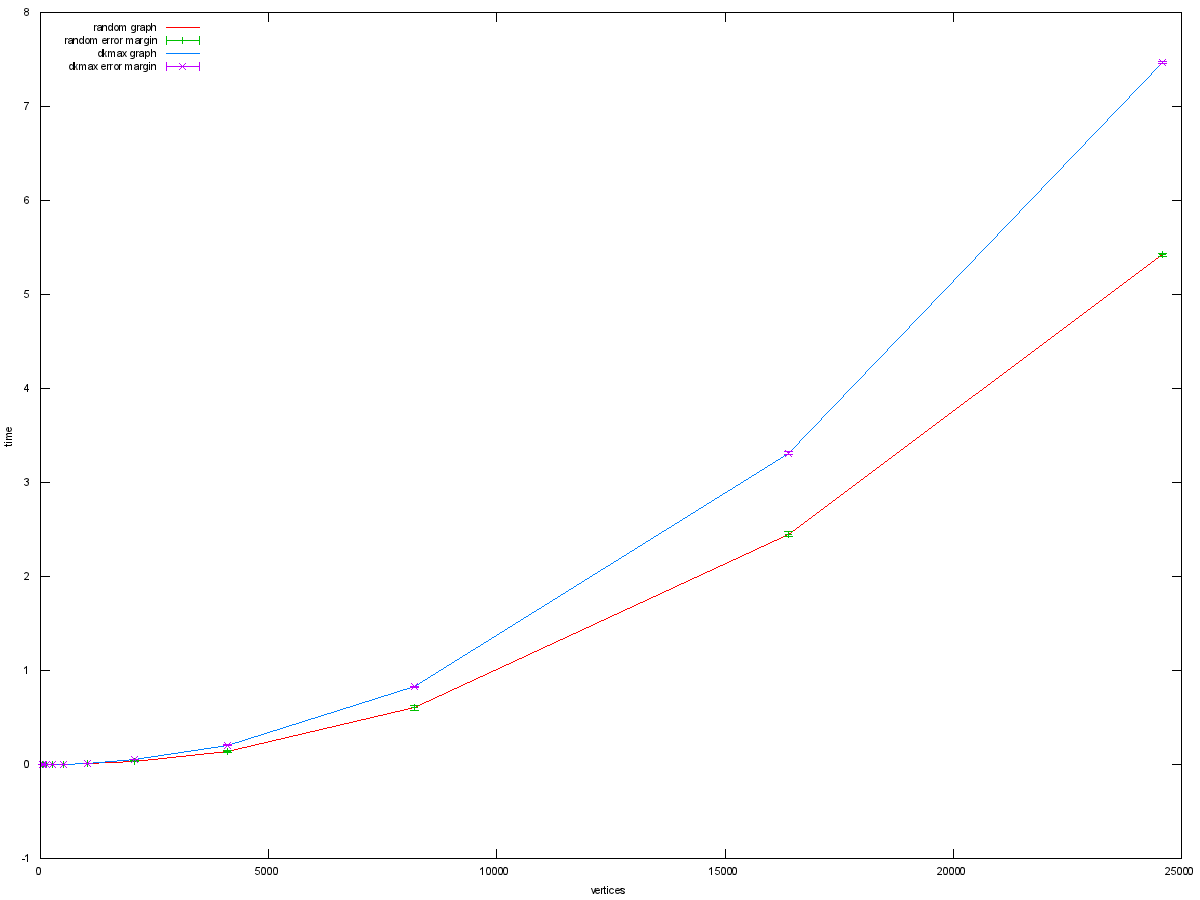 8
7
6
5
4
3
2
1
0
-1
time
random graph
random error margin
dkmax graph
dkmax error margin
0 5000 10000 15000 20000 25000
vertices